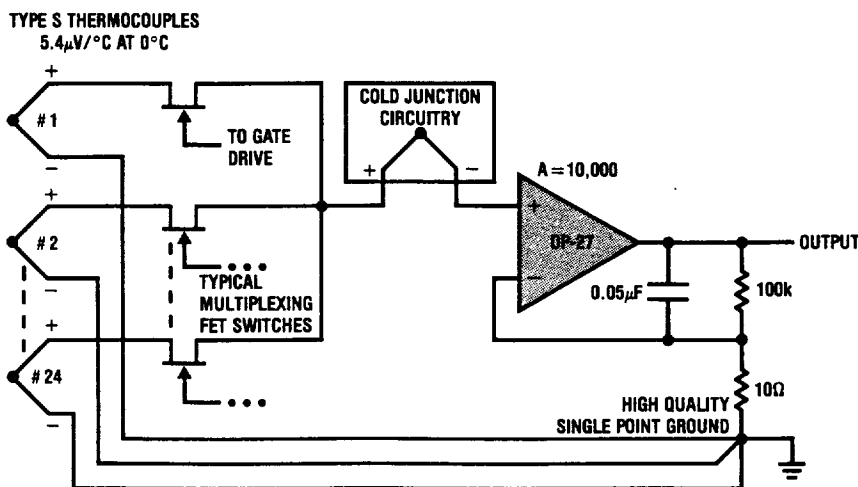 TYPE S THERMOCOUPLES
5.4µV/°C AT 0°C
+
#1
−
TO GATE
DRIVE
COLD JUNCTION
CIRCUITRY
+ −
A = 10,000
+
#2
−
+
OP-27
−
OUTPUT
TYPICAL
MULTIPLEXING
FET SWITCHES
0.05µF
100k
+
#24
−
10Ω
HIGH QUALITY
SINGLE POINT GROUND